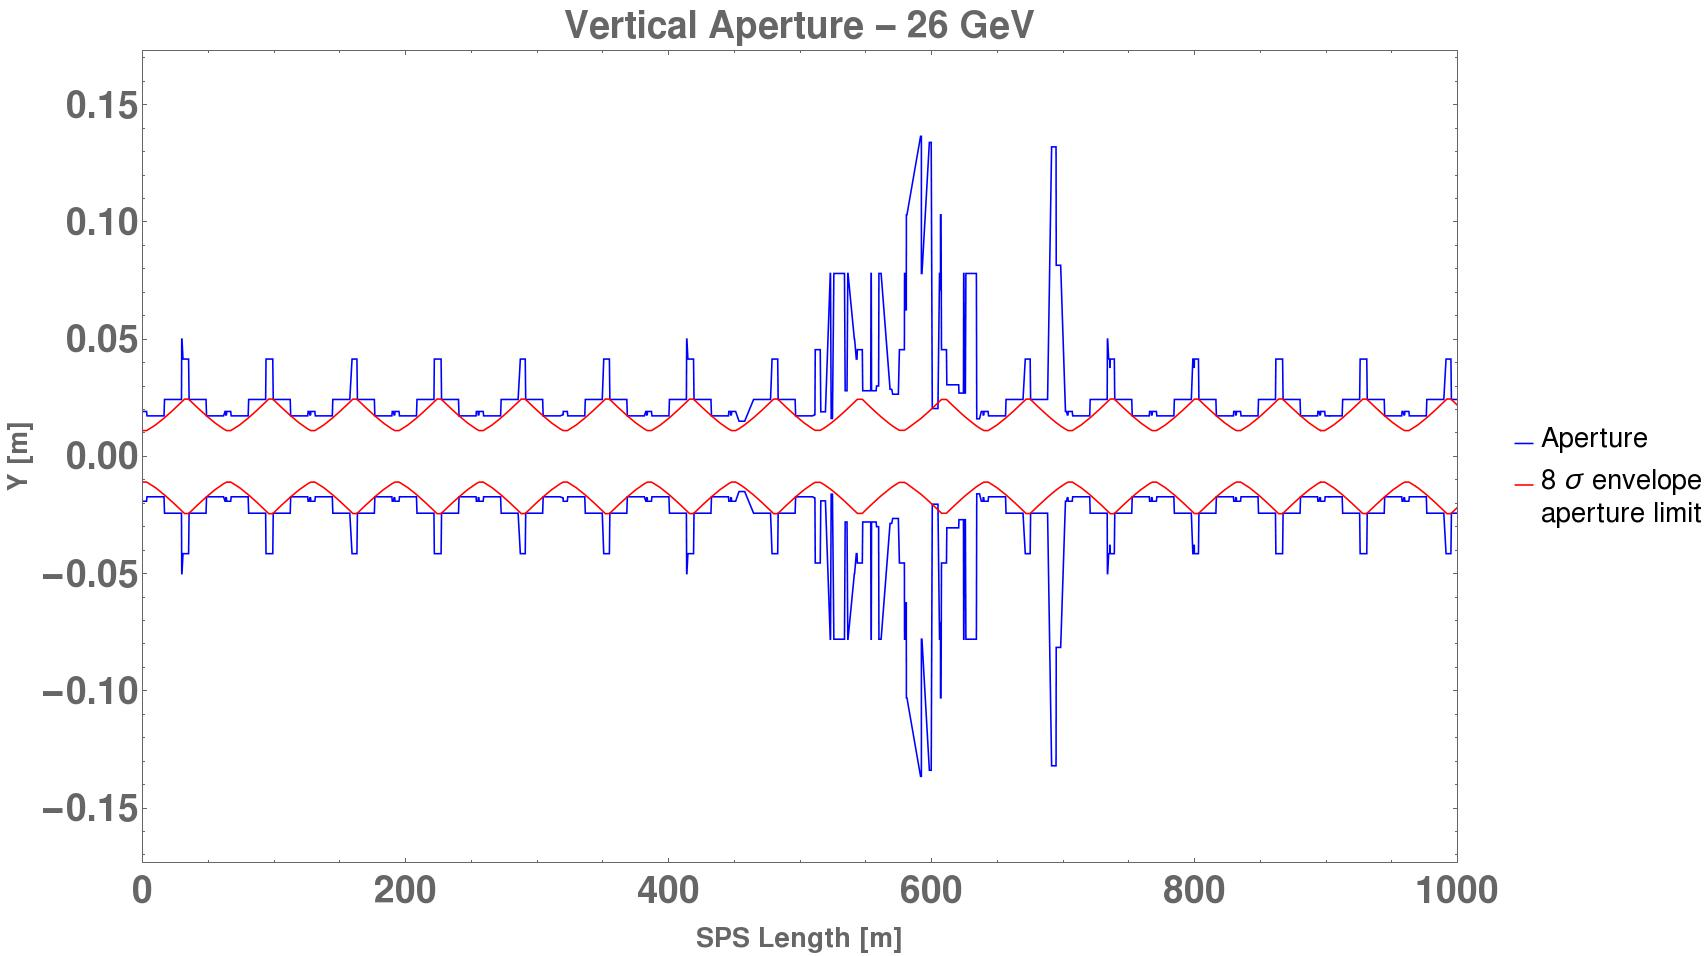 Vertical Aperture – 26 GeV
0.15
0.10
0.05
0.00
−0.05
−0.10
−0.15
Y [m]
0 200 400 600 800 1000
SPS Length [m]
Aperture
8 σ envelope
aperture limit